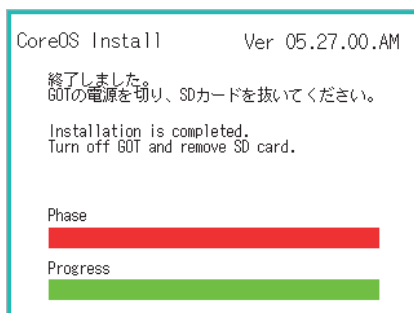 CoreOS Install Ver 05.27.00.AM
終了しました。
GOTの電源を切り、SDカードを抜いてください。
Installation is completed.
Turn off GOT and remove SD card.
Phase
Progress